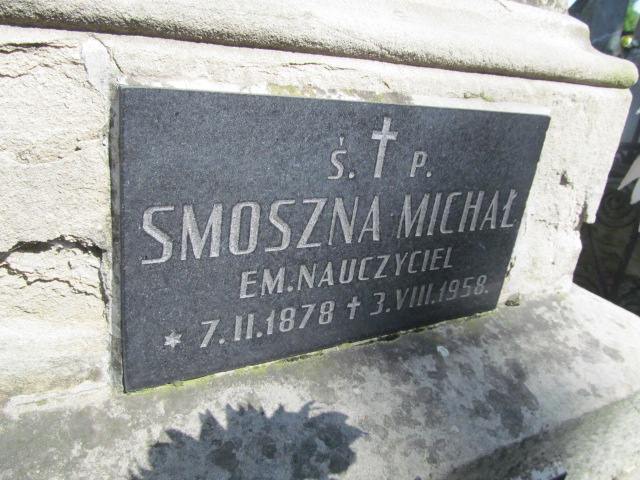 Ś. † P.
SMOSZNA MICHAŁ
EM. NAUCZYCIEL
* 7.II.1878 † 3.VIII.1958.